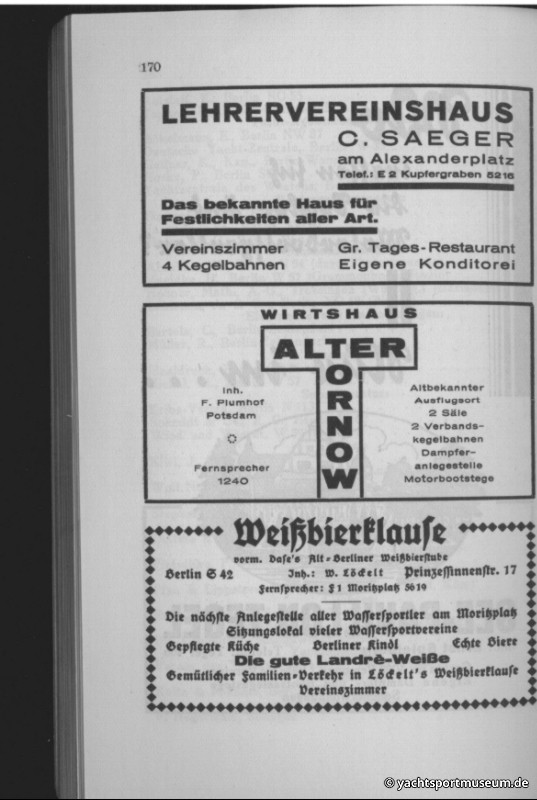 170
LEHRERVEREINSHAUS
C. SAEGER
am Alexanderplatz
Telef.: E 2 Kupfergraben 5216
Das bekannte Haus für
Festlichkeiten aller Art.
Vereinszimmer
4 Kegelbahnen
Gr. Tages-Restaurant
Eigene Konditorei
WIRTSHAUS
ALTER
TORNOW
Inh.
F. Plumhof
Potsdam
Fernsprecher
1240
Altbekannter
Ausflugsort
2 Säle
2 Verbands-
kegelbahnen
Dampfer-
anlegestelle
Motorbootstege
Weißbierklause
vorm. Dase's Alt-Berliner Weißbierstube
Berlin S 42 Inh.: W. Löckelt Prinzessinnenstr. 17
Fernsprecher: F 1 Moritzplatz 5619
Die nächste Anlegestelle aller Wassersportler am Moritzplatz
Sitzungslokal vieler Wassersportvereine
Gepflegte Küche Berliner Kindl Echte Biere
Die gute Landrè-Weiße
Gemütlicher Familien-Verkehr in Löckelt's Weißbierklause
Vereinszimmer
© yachtsportmuseum.de